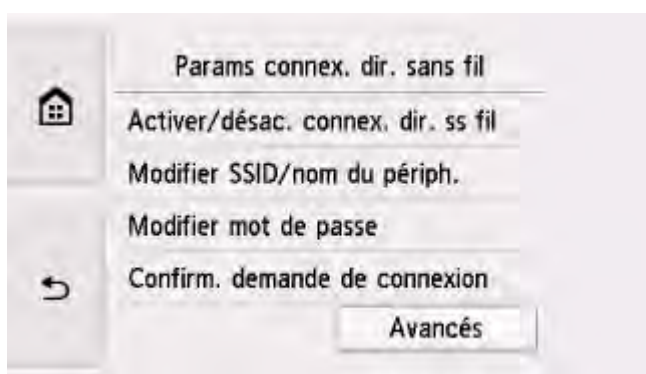 Params connex. dir. sans fil
Activer/désac. connex. dir. ss fil
Modifier SSID/nom du périph.
Modifier mot de passe
Confirm. demande de connexion
Avancés